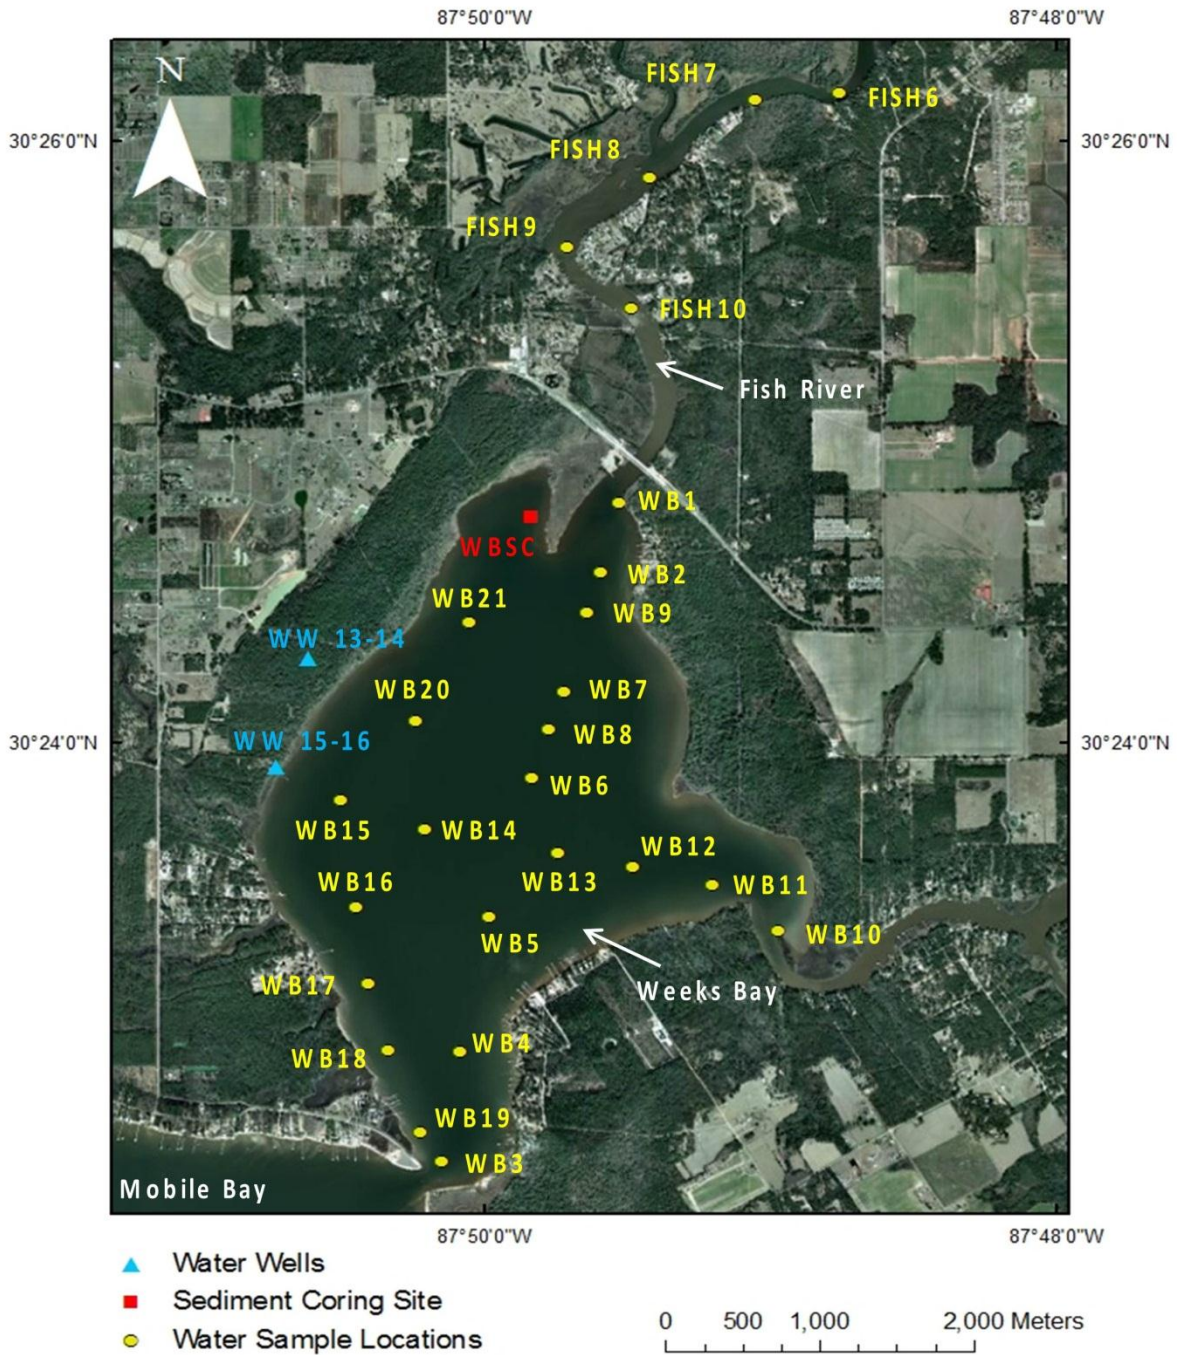 87°50'0"W 87°48'0"W
N
FISH7
FISH6
30°26'0"N 30°26'0"N
FISH8
FISH9
FISH10
Fish River
WB1
WBSC
WB2
WB21
WB9
WW 13-14
WB20
WB7
WB8
30°24'0"N 30°24'0"N
WW 15-16
WB6
WB15
WB14
WB12
WB16
WB13
WB11
WB10
WB5
WB17
Weeks Bay
WB18
WB4
WB19
WB3
Mobile Bay
87°50'0"W 87°48'0"W
Water Wells
Sediment Coring Site
Water Sample Locations
0 500 1,000 2,000 Meters